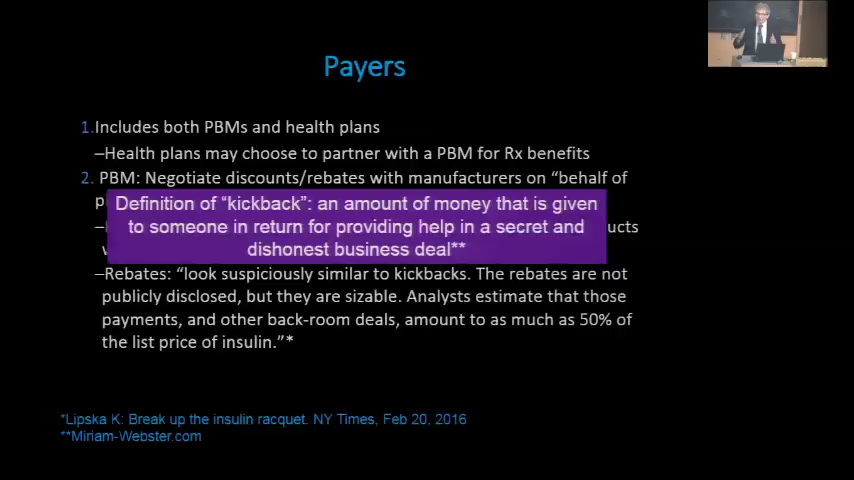 Payers
1.Includes both PBMs and health plans
–Health plans may choose to partner with a PBM for Rx benefits
2. PBM: Negotiate discounts/rebates with manufacturers on “behalf of
Definition of “kickback”: an amount of money that is given
to someone in return for providing help in a secret and
dishonest business deal**
–Rebates: “look suspiciously similar to kickbacks. The rebates are not
publicly disclosed, but they are sizable. Analysts estimate that those
payments, and other back-room deals, amount to as much as 50% of
the list price of insulin.”*
*Lipska K: Break up the insulin racquet. NY Times, Feb 20, 2016
**Miriam-Webster.com